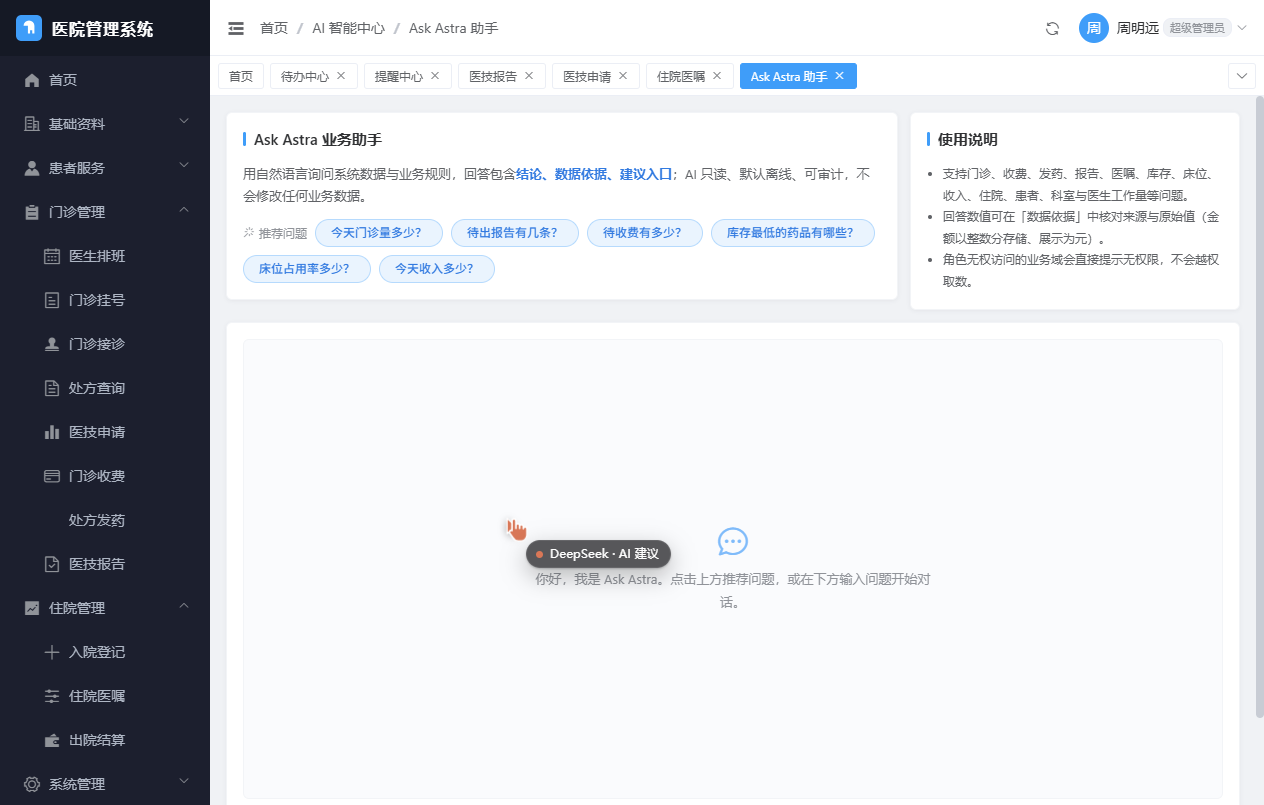 医院管理系统
首页
基础资料
患者服务
门诊管理
医生排班
门诊挂号
门诊接诊
处方查询
医技申请
门诊收费
处方发药
医技报告
住院管理
入院登记
住院医嘱
出院结算
系统管理
首页 / AI 智能中心 / Ask Astra 助手
周 周明远 超级管理员
首页 待办中心 提醒中心 医技报告 医技申请 住院医嘱 Ask Astra 助手
Ask Astra 业务助手
用自然语言询问系统数据与业务规则，回答包含结论、数据依据、建议入口；AI 只读、默认离线、可审计，不
会修改任何业务数据。
推荐问题 今天门诊量多少？ 待出报告有几条？ 待收费有多少？ 库存最低的药品有哪些？
床位占用率多少？ 今天收入多少？
使用说明
支持门诊、收费、发药、报告、医嘱、库存、床位、
收入、住院、患者、科室与医生工作量等问题。
回答数值可在「数据依据」中核对来源与原始值（金
额以整数分存储、展示为元）。
角色无权访问的业务域会直接提示无权限，不会越权
取数。
DeepSeek · AI 建议
你好，我是 Ask Astra。点击上方推荐问题，或在下方输入问题开始对
话。